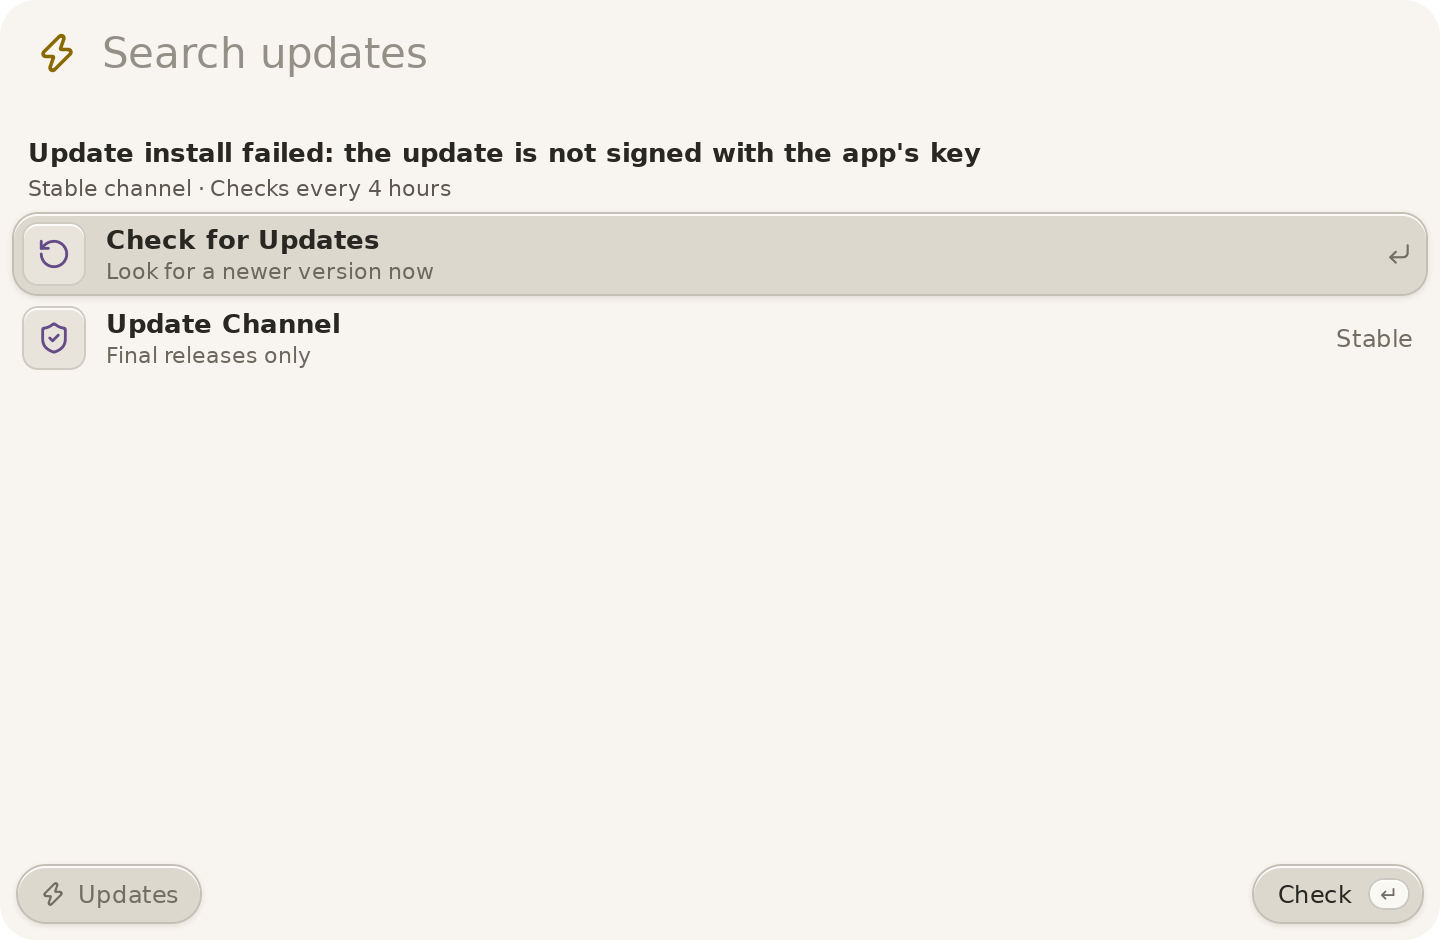 Search updates
Update install failed: the update is not signed with the app's key
Stable channel · Checks every 4 hours
Check for Updates
Look for a newer version now
Update Channel
Final releases only
Stable
Updates
Check